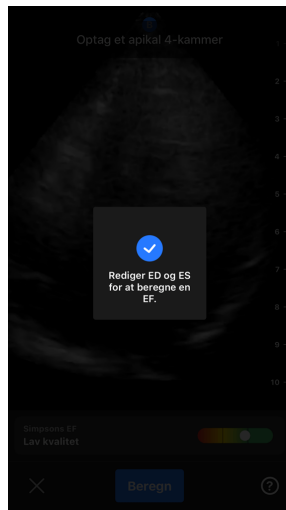 Optag et apikal 4-kammer
1
2
3
4
5
6
7
8
9
10
Rediger ED og ES
for at beregne en
EF.
Simpsons EF
Lav kvalitet
Beregn
?